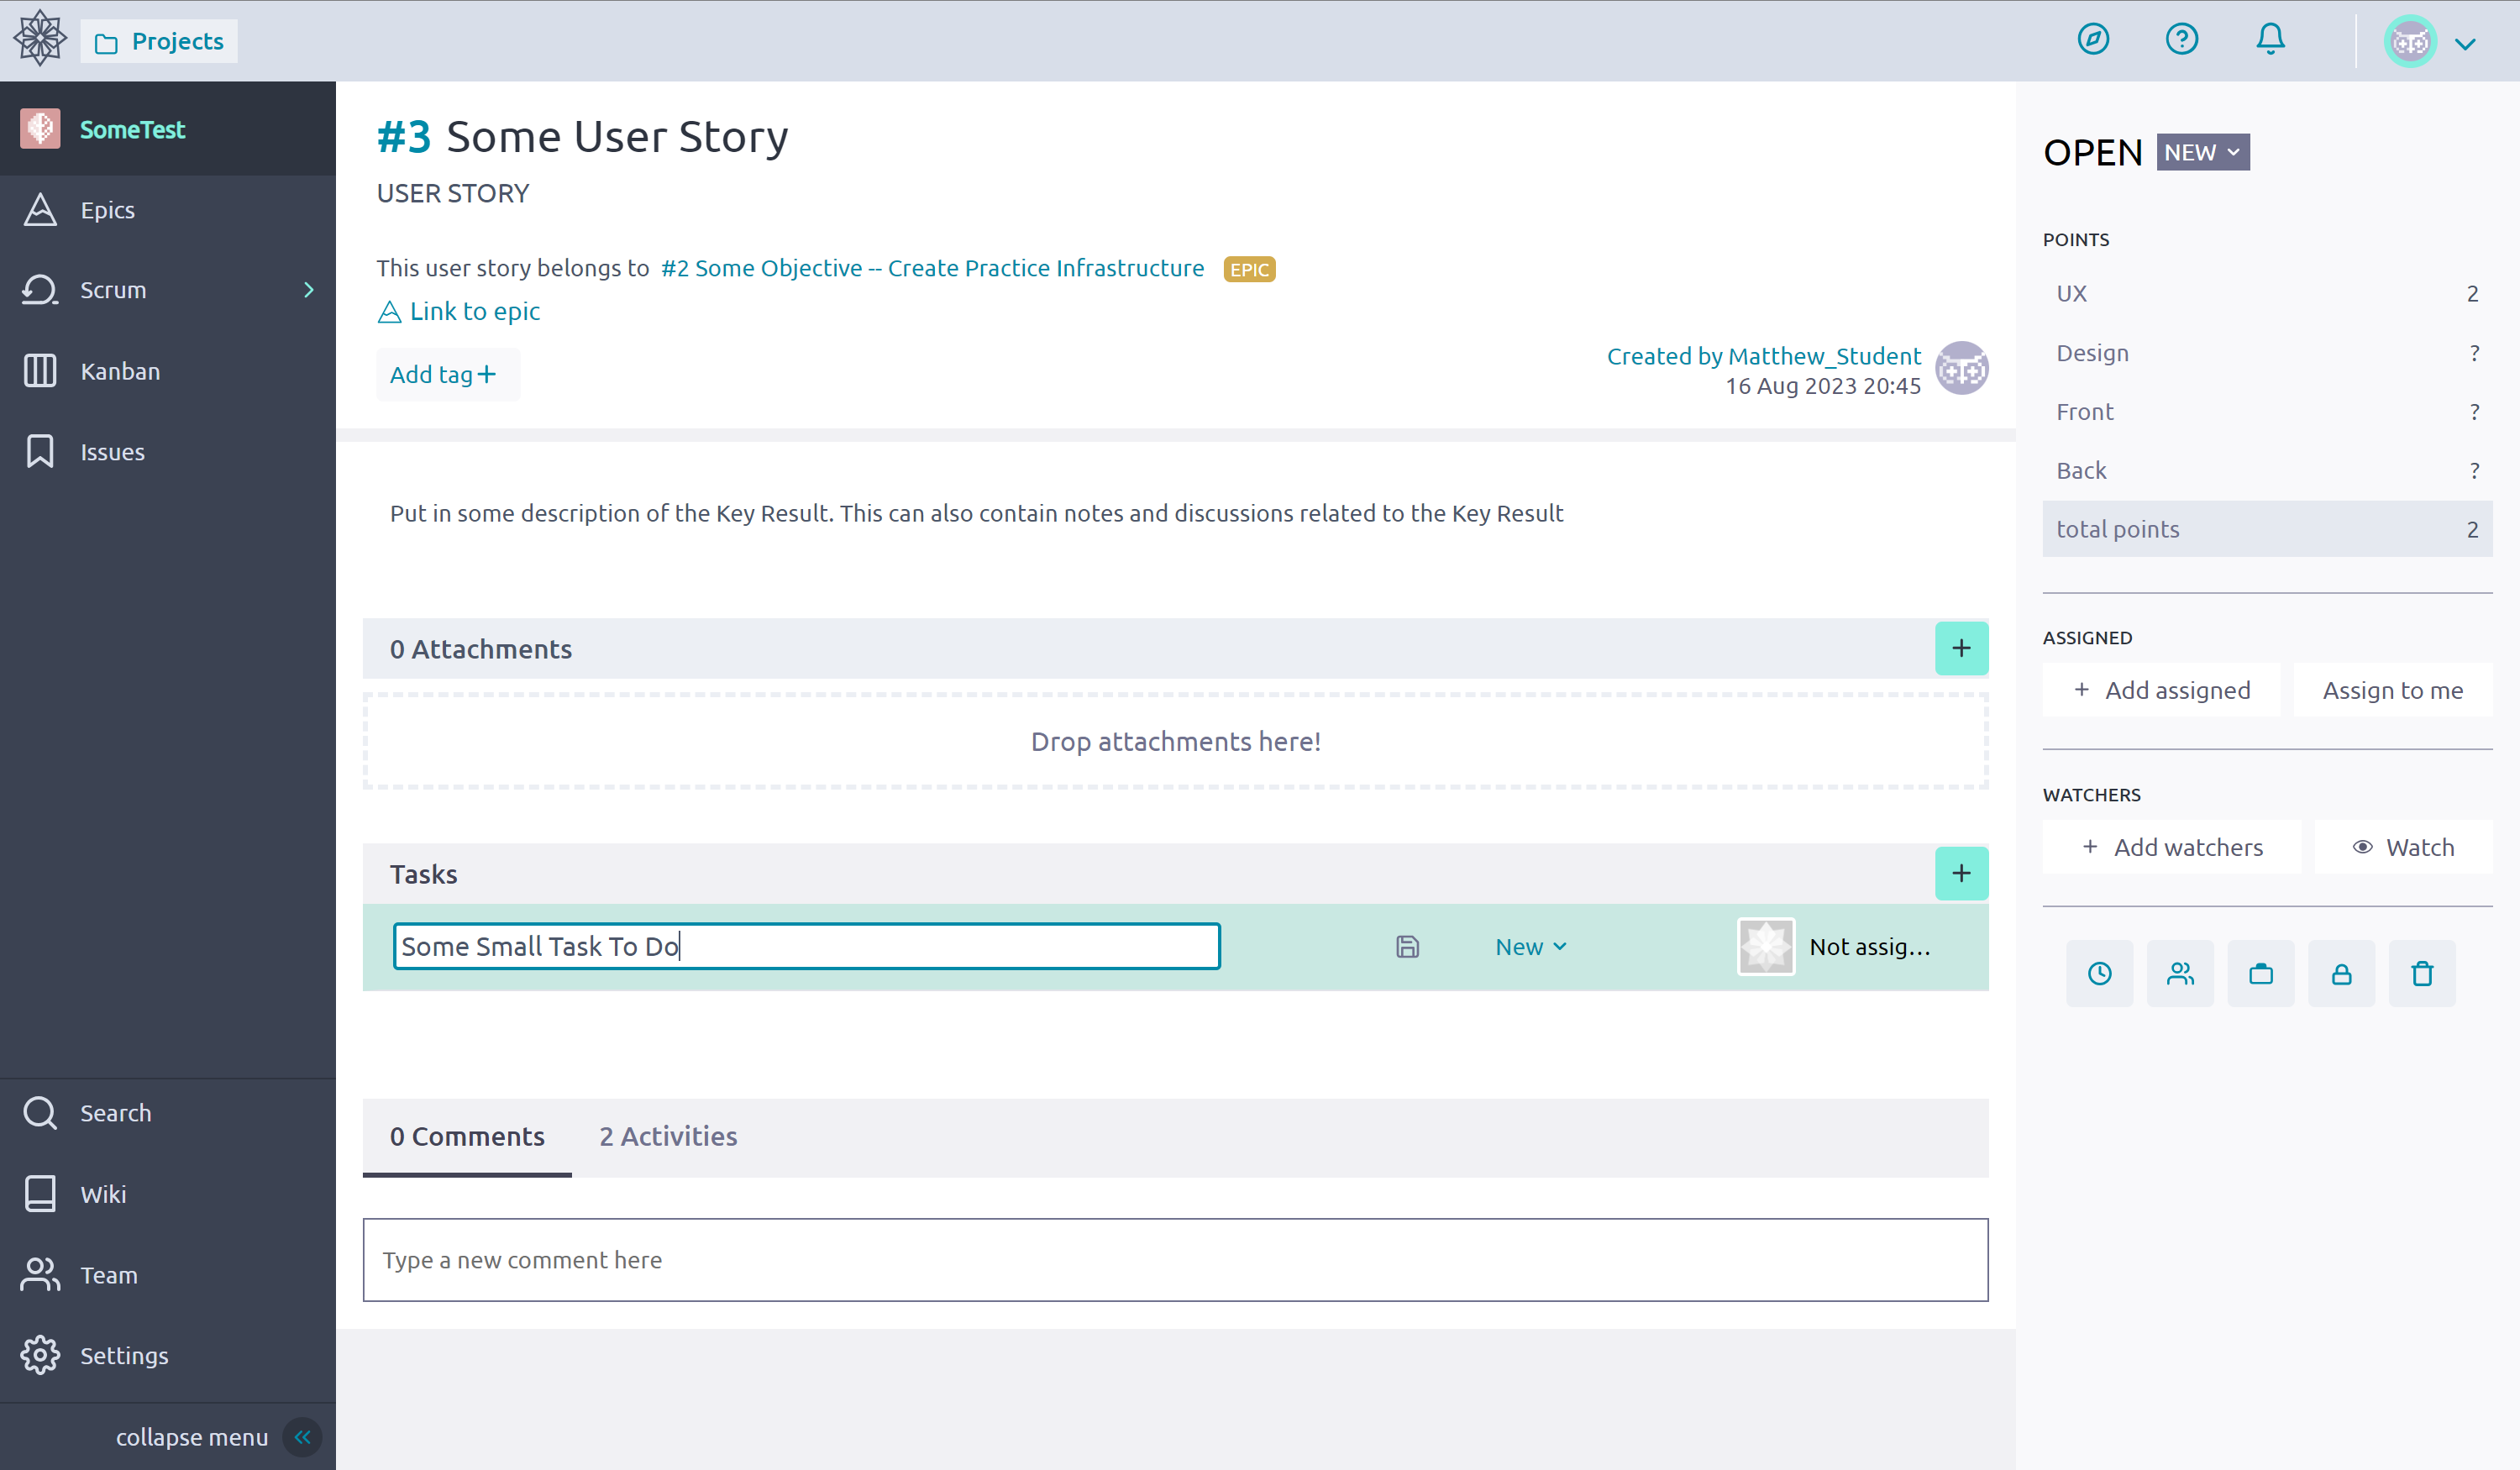 Projects
SomeTest
Epics
Scrum
Kanban
Issues
Search
Wiki
Team
Settings
collapse menu
#3 Some User Story
USER STORY
This user story belongs to #2 Some Objective -- Create Practice Infrastructure EPIC
Link to epic
Add tag
Created by Matthew_Student
16 Aug 2023 20:45
Put in some description of the Key Result. This can also contain notes and discussions related to the Key Result
0 Attachments
Drop attachments here!
Tasks
Some Small Task To Do New Not assig...
0 Comments 2 Activities
Type a new comment here
OPEN NEW
POINTS
UX 2
Design ?
Front ?
Back ?
total points 2
ASSIGNED
+ Add assigned Assign to me
WATCHERS
+ Add watchers Watch